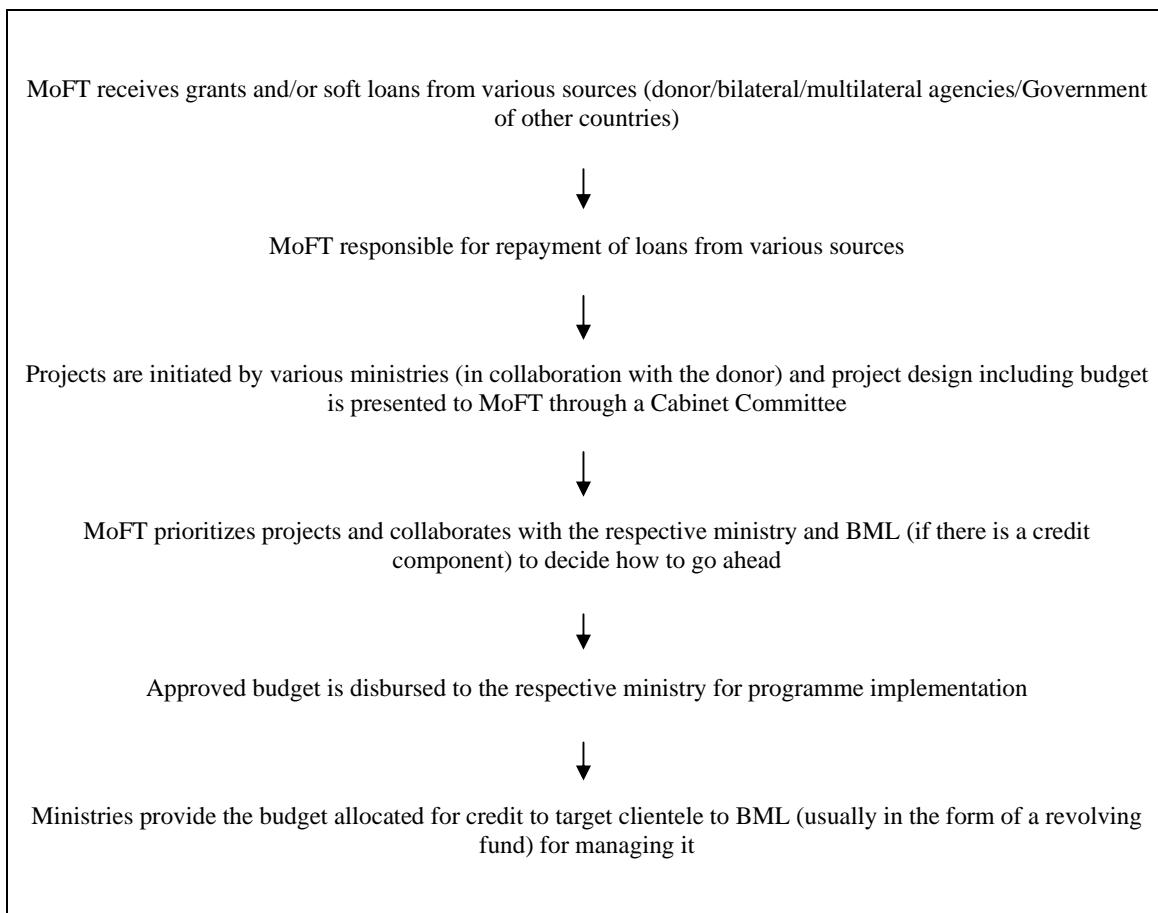 MoFT receives grants and/or soft loans from various sources (donor/bilateral/multilateral agencies/Government
of other countries)
MoFT responsible for repayment of loans from various sources
Projects are initiated by various ministries (in collaboration with the donor) and project design including budget
is presented to MoFT through a Cabinet Committee
MoFT prioritizes projects and collaborates with the respective ministry and BML (if there is a credit
component) to decide how to go ahead
Approved budget is disbursed to the respective ministry for programme implementation
Ministries provide the budget allocated for credit to target clientele to BML (usually in the form of a revolving
fund) for managing it